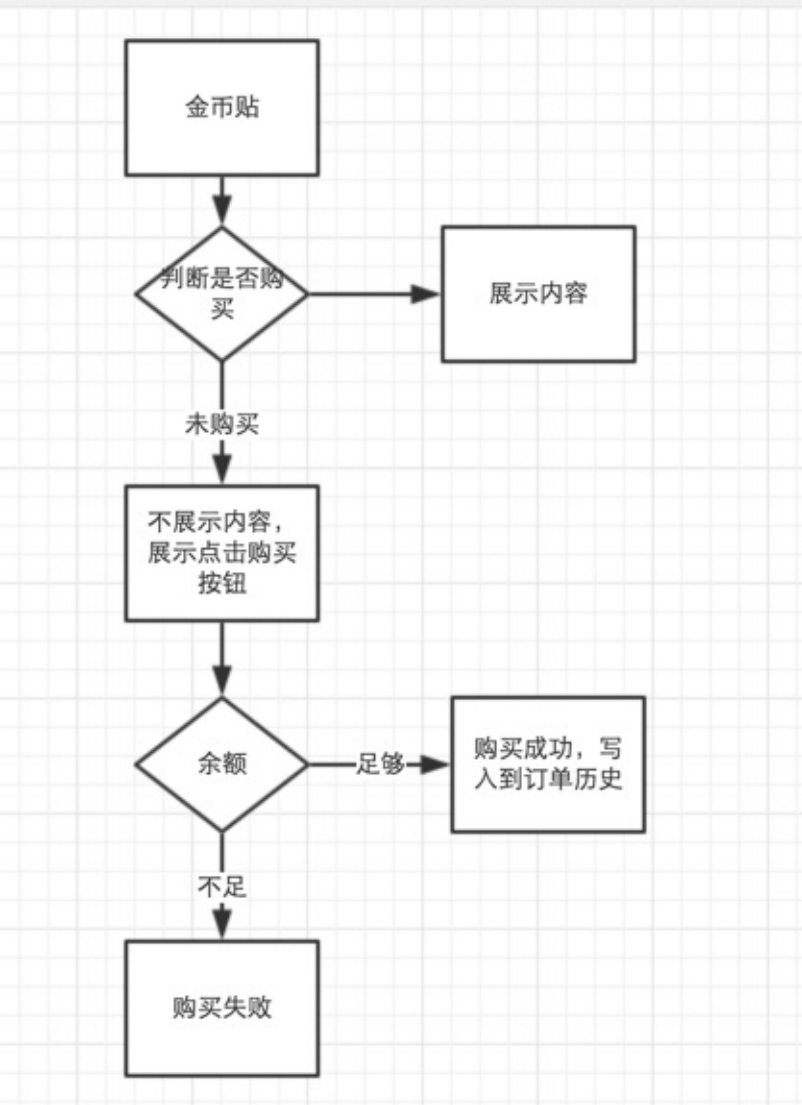 金币贴
判断是否购
买
展示内容
未购买
不展示内容，
展示点击购买
按钮
余额
足够
购买成功，写
入到订单历史
不足
购买失败